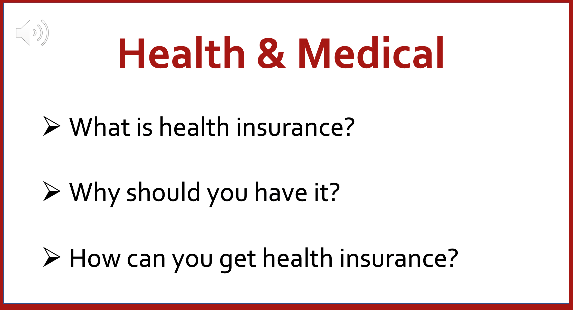 Health & Medical
What is health insurance?
Why should you have it?
How can you get health insurance?